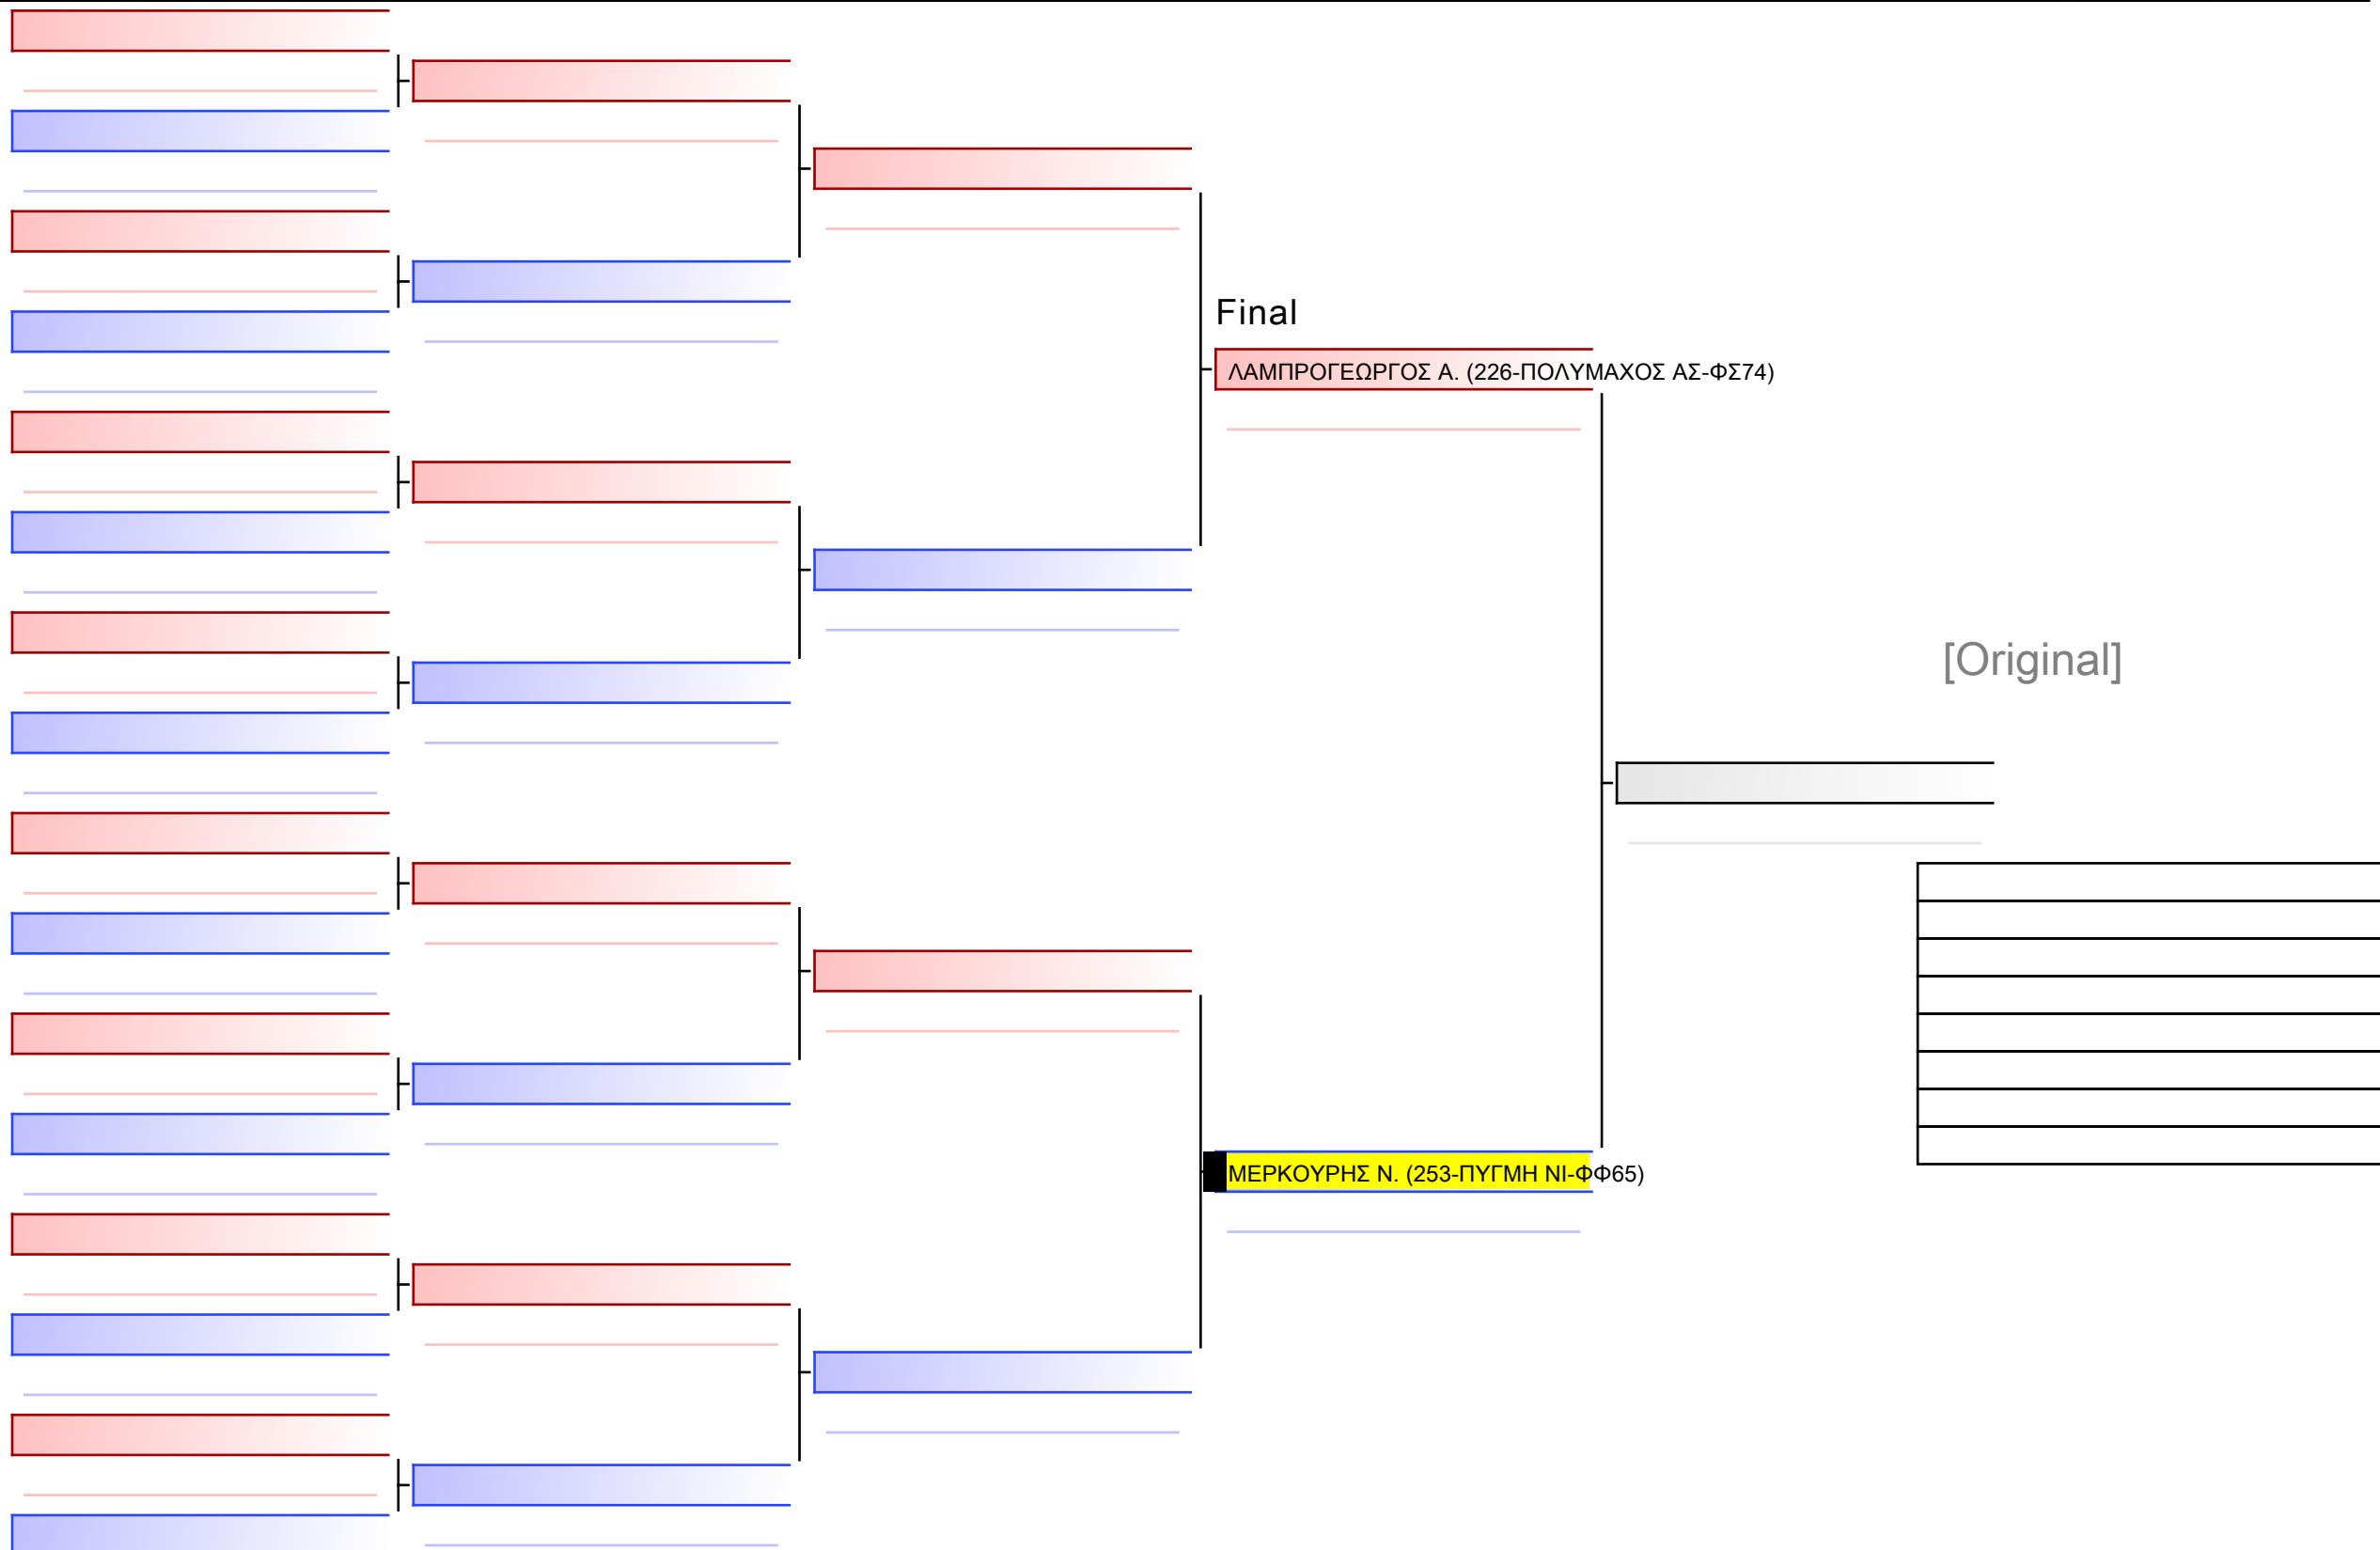 Final
ΛΑΜΠΡΟΓΕΩΡΓΟΣ Α. (226-ΠΟΛΥΜΑΧΟΣ ΑΣ-ΦΣ74)
[Original]
ΜΕΡΚΟΥΡΗΣ Ν. (253-ΠΥΓΜΗ ΝΙ-ΦΦ65)